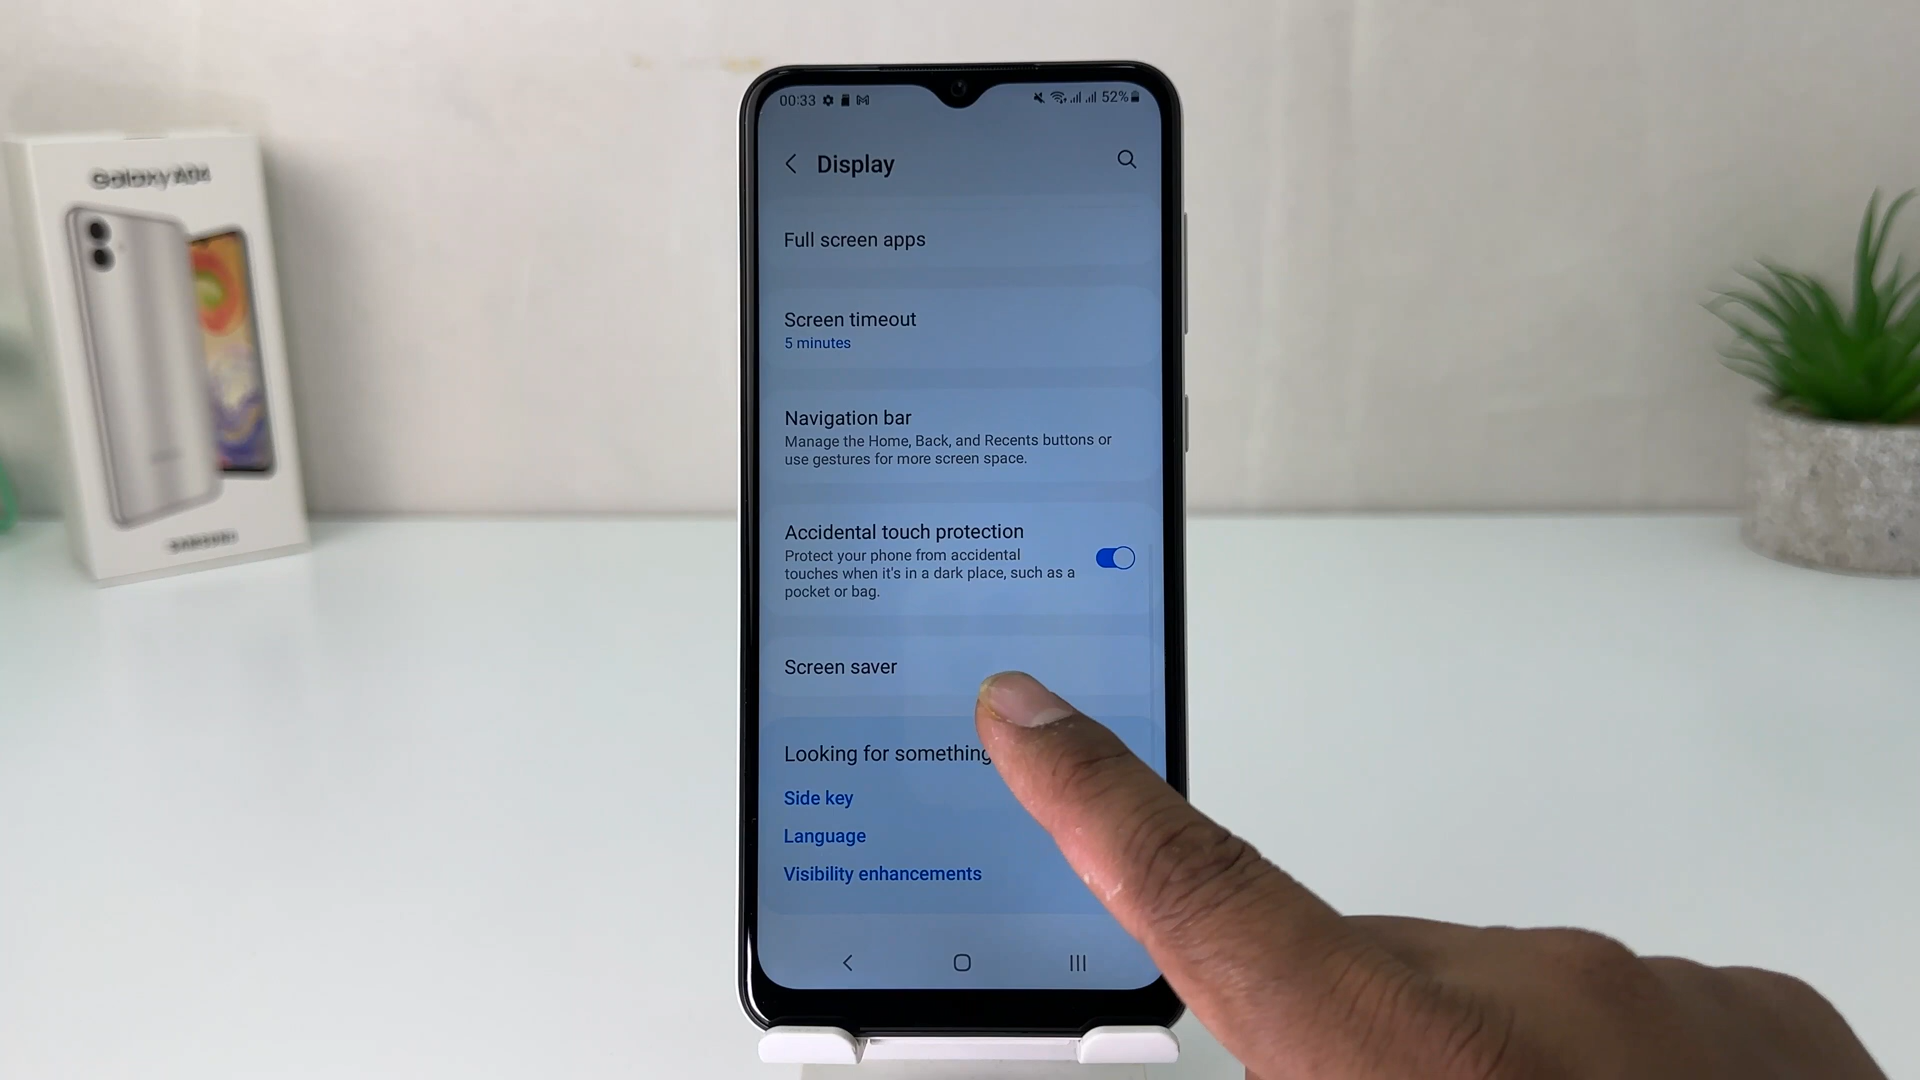 Galaxy A04
SAMSUNG
00:33
52%
Display
Full screen apps
Screen timeout
5 minutes
Navigation bar
Manage the Home, Back, and Recents buttons or
use gestures for more screen space.
Accidental touch protection
Protect your phone from accidental
touches when it's in a dark place, such as a
pocket or bag.
Screen saver
Looking for something
Side key
Language
Visibility enhancements